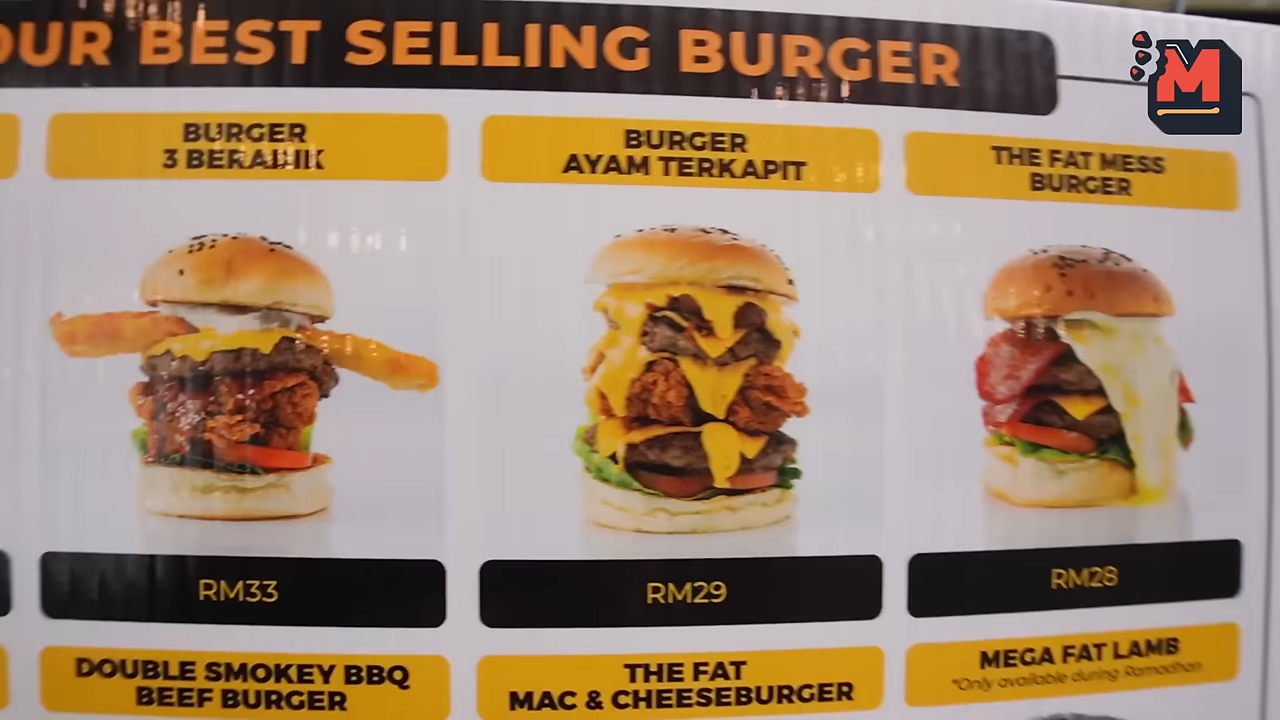 OUR BEST SELLING BURGER
M
BURGER
3 BERADIK
BURGER
AYAM TERKAPIT
THE FAT MESS
BURGER
RM33
RM29
RM28
DOUBLE SMOKEY BBQ
BEEF BURGER
THE FAT
MAC & CHEESEBURGER
MEGA FAT LAMB
*Only available during Ramadhan